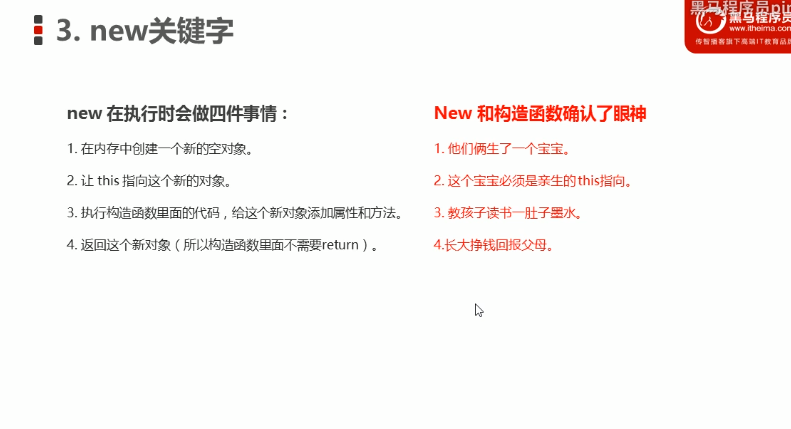 黑马程序员pin
3. new关键字
黑马程序员
www.itheima.com
传智播客旗下高端IT教育品牌
new 在执行时会做四件事情：
1. 在内存中创建一个新的空对象。
2. 让 this 指向这个新的对象。
3. 执行构造函数里面的代码，给这个新对象添加属性和方法。
4. 返回这个新对象（所以构造函数里面不需要return）。
New 和构造函数确认了眼神
1. 他们俩生了一个宝宝。
2. 这个宝宝必须是亲生的this指向。
3. 教孩子读书一肚子墨水。
4.长大挣钱回报父母。